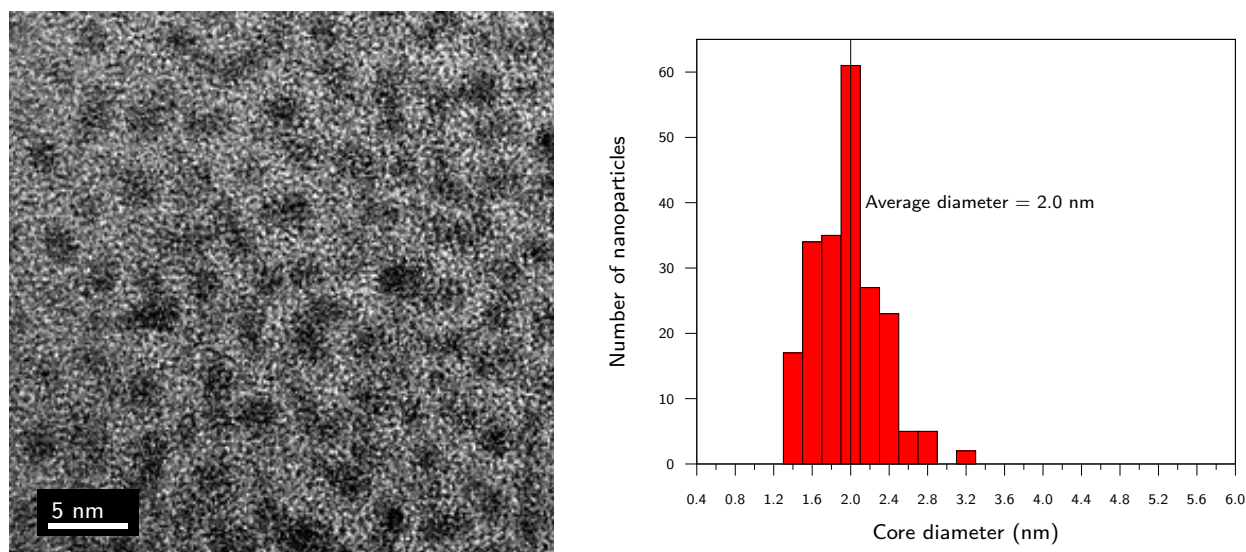 5 nm
Number of nanoparticles
60
50
40
30
20
10
0
Average diameter = 2.0 nm
0.4 0.8 1.2 1.6 2.0 2.4 2.8 3.2 3.6 4.0 4.4 4.8 5.2 5.6 6.0
Core diameter (nm)